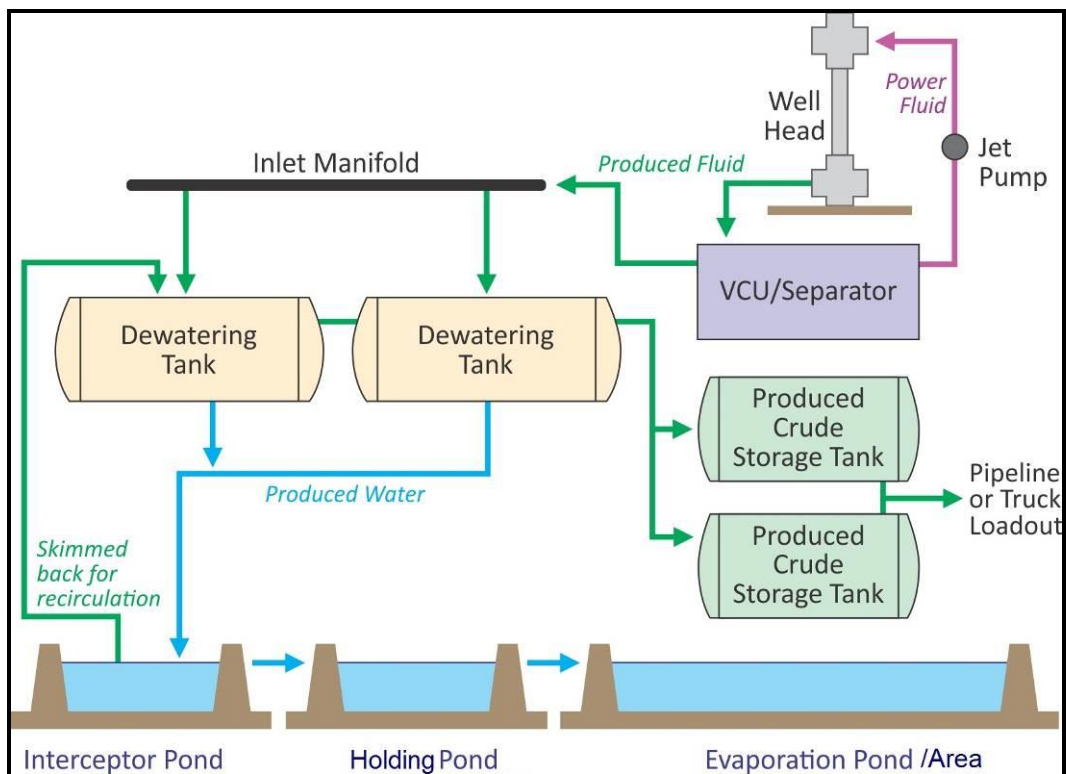 Well
Head
Power
Fluid
Jet
Pump
Inlet Manifold
Produced Fluid
VCU/Separator
Dewatering
Tank
Dewatering
Tank
Produced
Crude
Storage Tank
Produced Water
Pipeline
or Truck
Loadout
Produced
Crude
Storage Tank
Skimmed
back for
recirculation
Interceptor Pond
Holding Pond
Evaporation Pond /Area